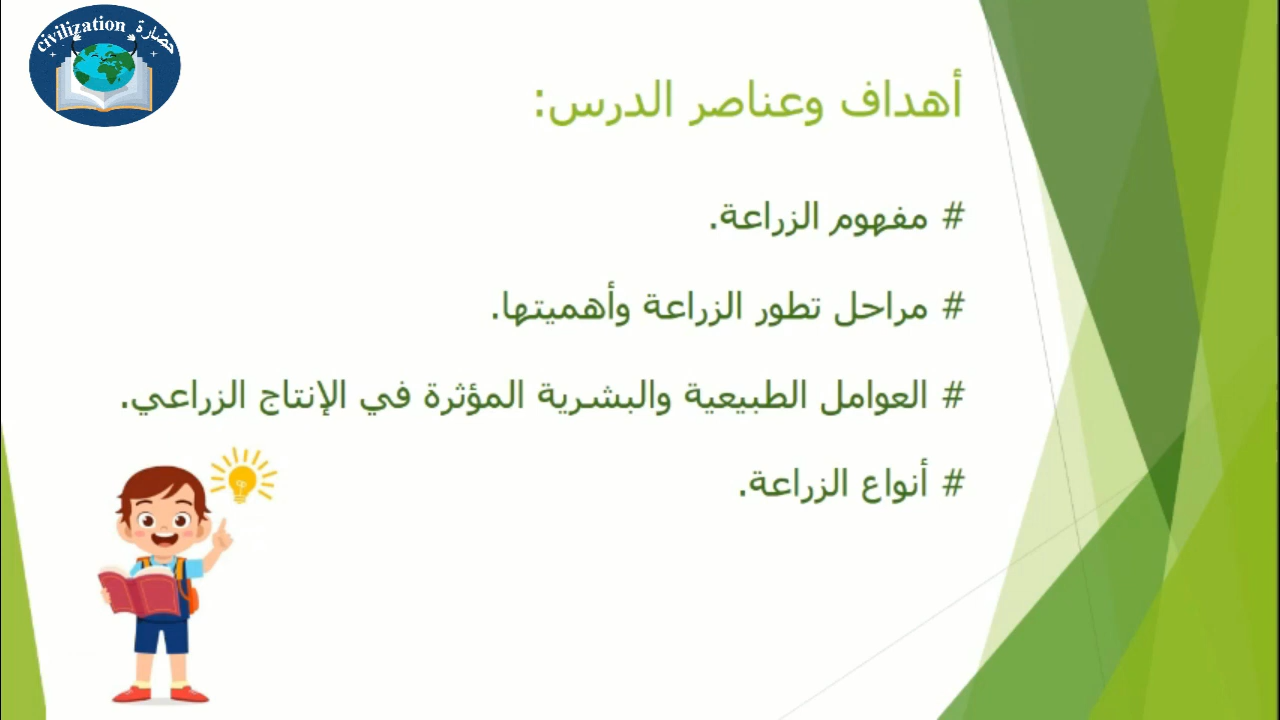 civilization حضارة
أهداف وعناصر الدرس:
# مفهوم الزراعة.
# مراحل تطور الزراعة وأهميتها.
# العوامل الطبيعية والبشرية المؤثرة في الإنتاج الزراعي.
# أنواع الزراعة.